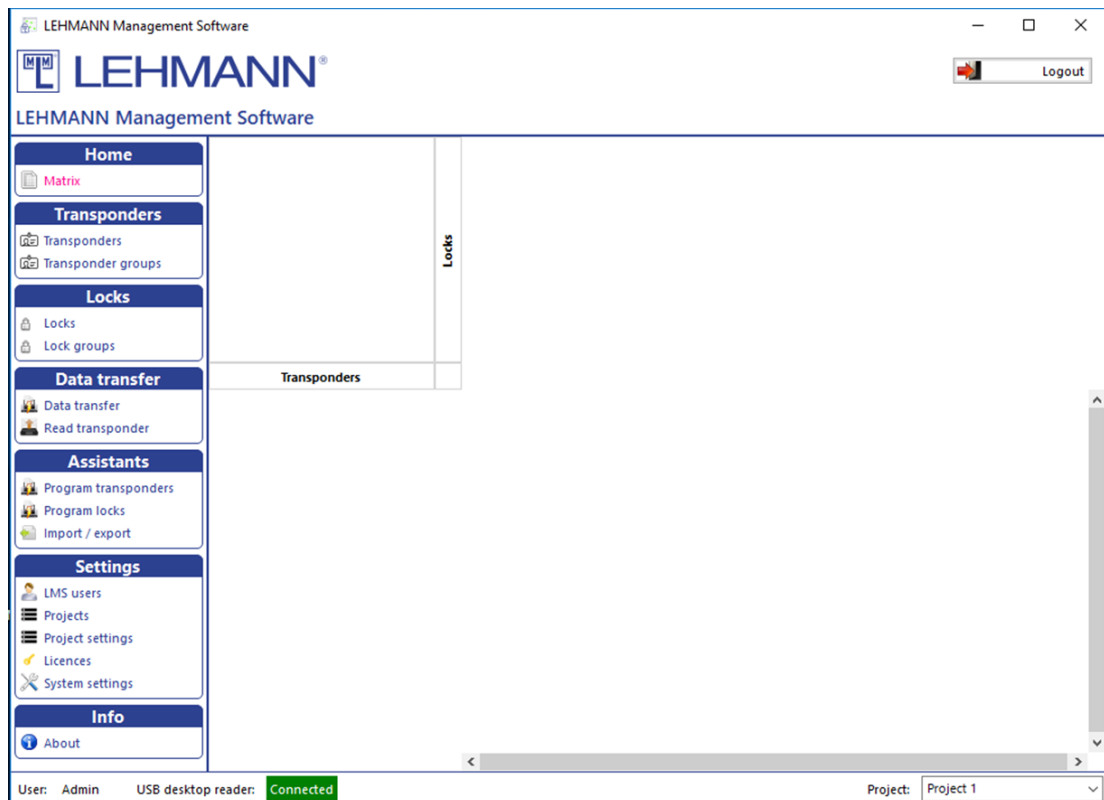 LEHMANN Management Software
MM
L
LEHMANN®
Logout
LEHMANN Management Software
Home
Matrix
Transponders
Transponders
Transponder groups
Locks
Locks
Lock groups
Data transfer
Data transfer
Read transponder
Assistants
Program transponders
Program locks
Import / export
Settings
LMS users
Projects
Project settings
Licences
System settings
Info
About
Locks
Transponders
User: Admin USB desktop reader: Connected Project: Project 1